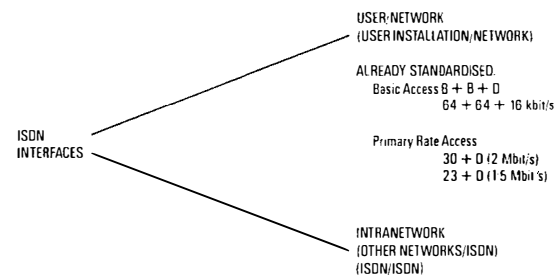 USER/NETWORK
(USER INSTALLATION/NETWORK)
ALREADY STANDARDISED.
Basic Access B + B + D
64 + 64 + 16 kbit/s
ISDN
INTERFACES
Primary Rate Access
30 + D (2 Mbit/s)
23 + D (1·5 Mbit/s)
INTRANETWORK
(OTHER NETWORKS/ISDN)
(ISDN/ISDN)